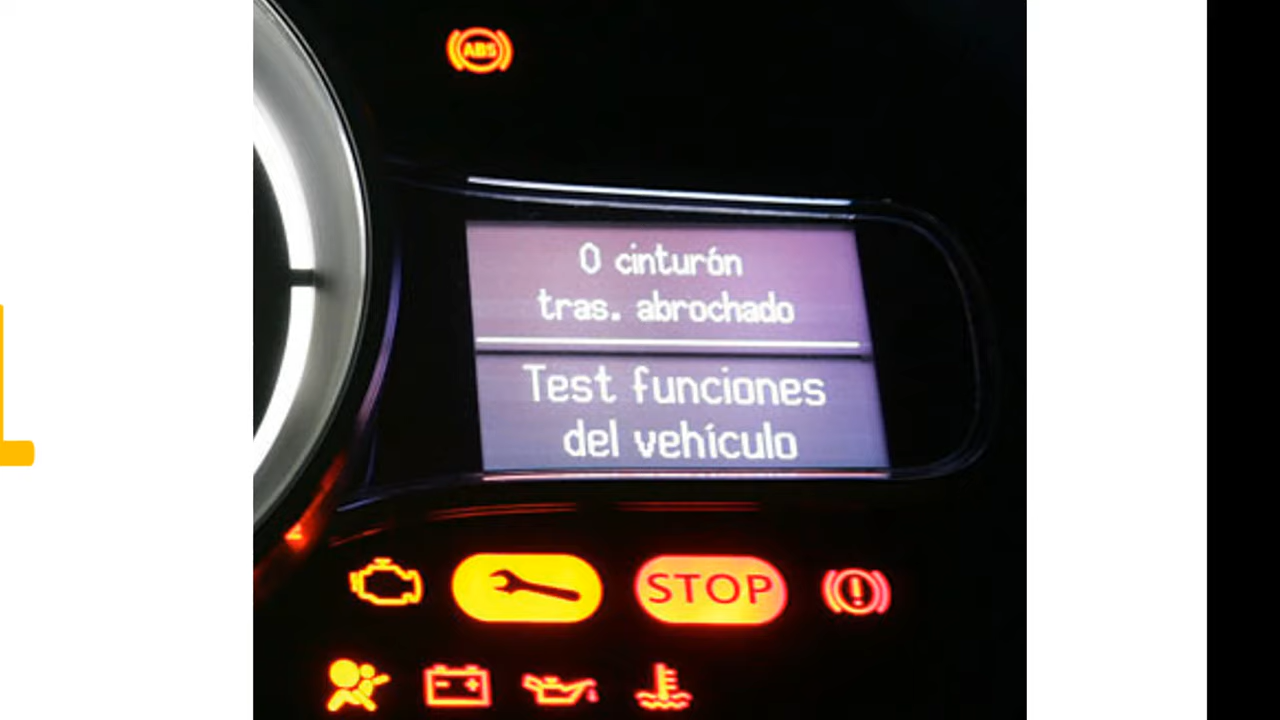 ABS
0 cinturón
tras. abrochado
Test funciones
del vehículo
STOP